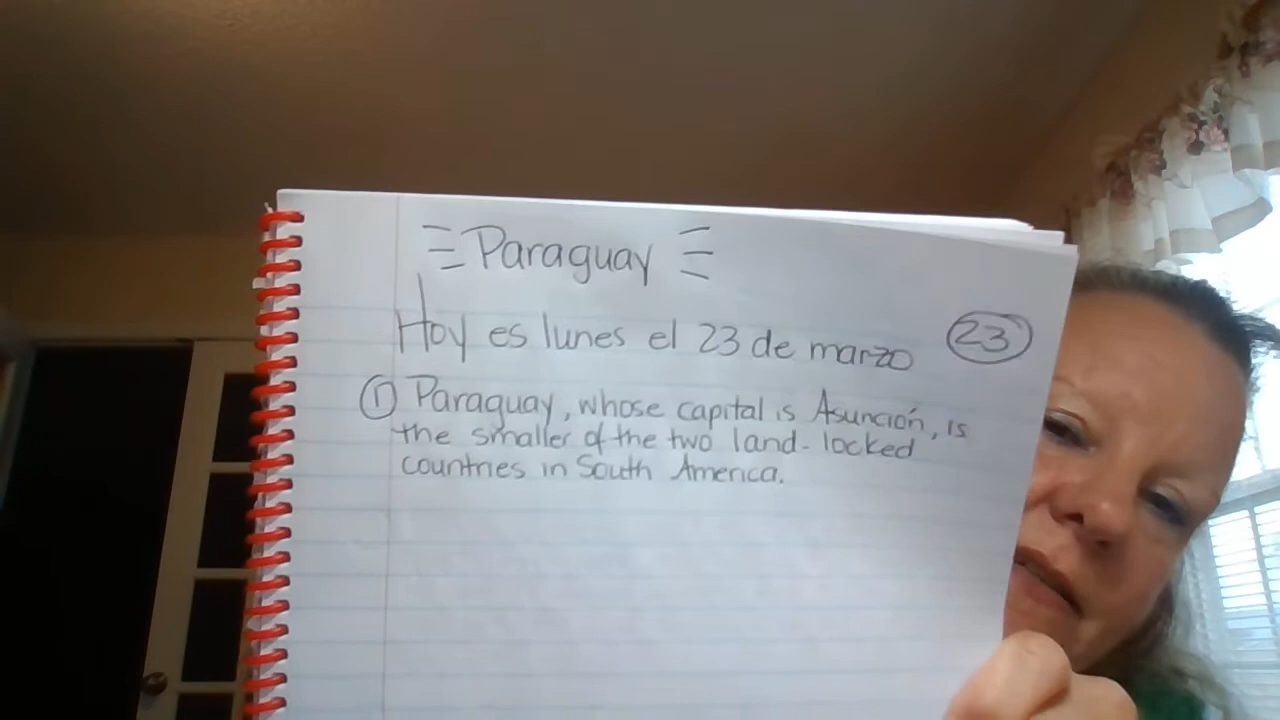 Paraguay
Hoy es lunes el 23 de marzo
23
① Paraguay, whose capital is Asunción, is
the smaller of the two land-locked
countries in South America.